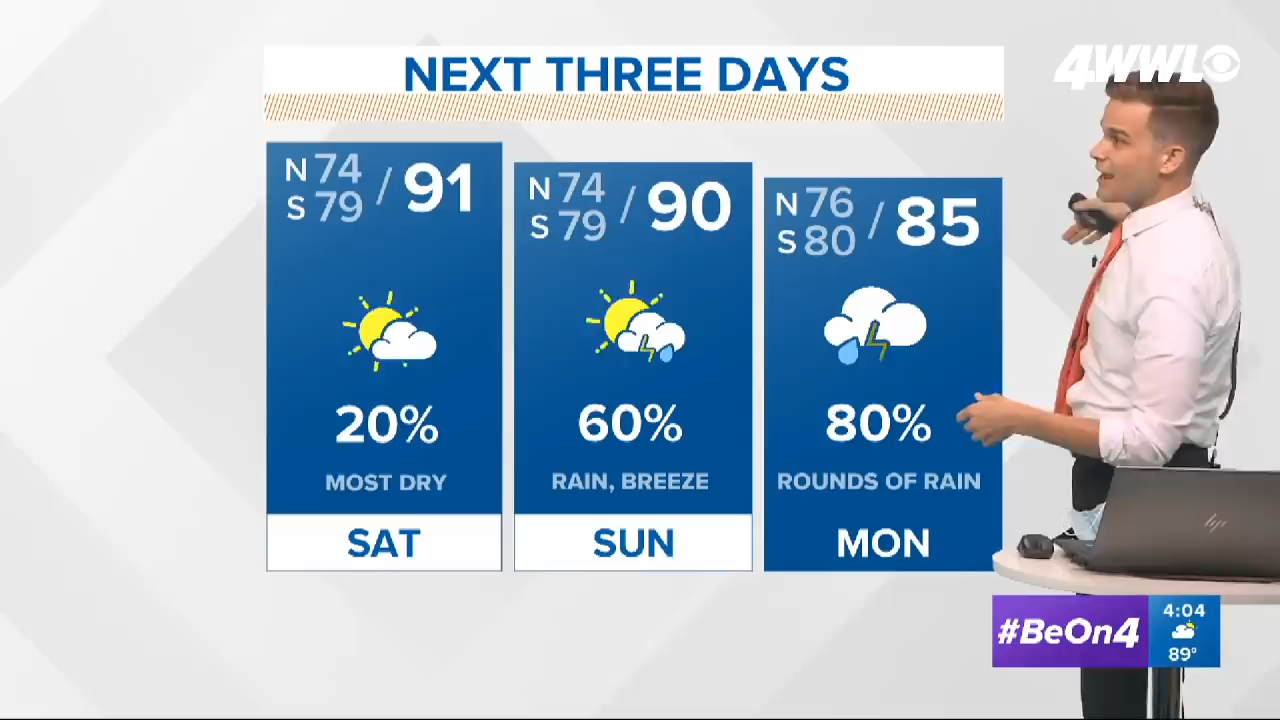 NEXT THREE DAYS
4WWL
N 74
S 79
/ 91
20%
MOST DRY
SAT
N 74
S 79
/ 90
60%
RAIN, BREEZE
SUN
N 76
S 80
/ 85
80%
ROUNDS OF RAIN
MON
hp
#BeOn4
4:04
89°